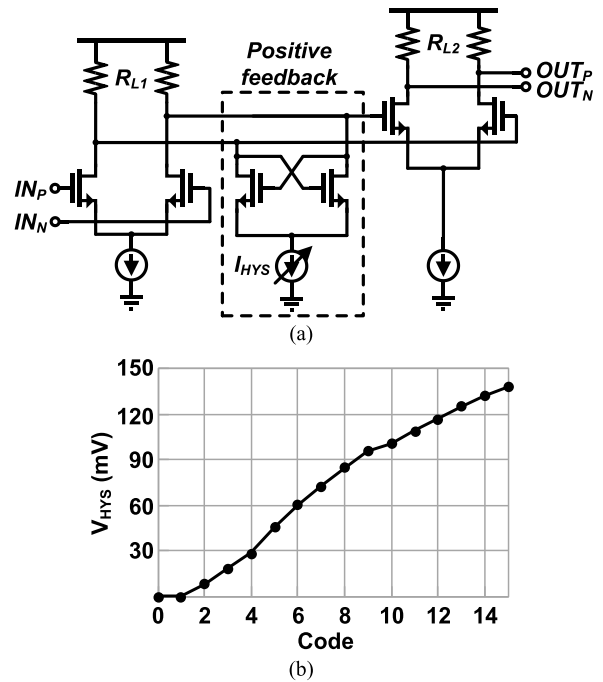 Positive
feedback
R_L1
R_L2
OUT_P
OUT_N
IN_P
IN_N
I_HYS
(a)
V_HYS (mV)
150
120
90
60
30
0 2 4 6 8 10 12 14
Code
(b)